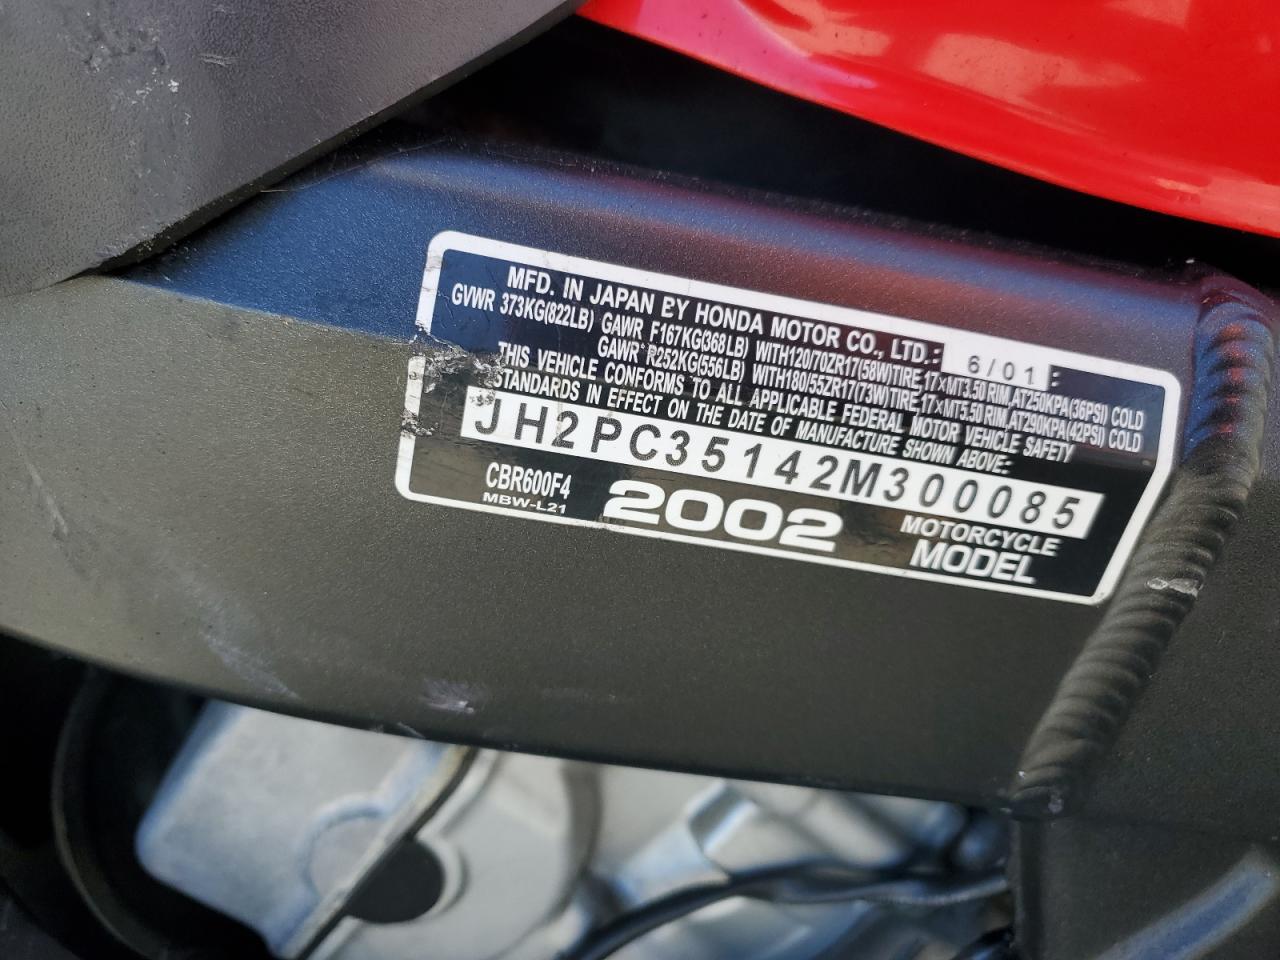 MFD. IN JAPAN BY HONDA MOTOR CO., LTD.: 6/01 :
GVWR 373KG(822LB) GAWR F167KG(368LB) WITH120/70ZR17(58W)TIRE,17×MT3.50 RIM,AT250KPA(36PSI) COLD
GAWR R252KG(556LB) WITH180/55ZR17(73W)TIRE,17×MT5.50 RIM,AT290KPA(42PSI) COLD
THIS VEHICLE CONFORMS TO ALL APPLICABLE FEDERAL MOTOR VEHICLE SAFETY
STANDARDS IN EFFECT ON THE DATE OF MANUFACTURE SHOWN ABOVE:
JH2PC35142M300085
CBR600F4
MBW-L21
2002
MOTORCYCLE
MODEL